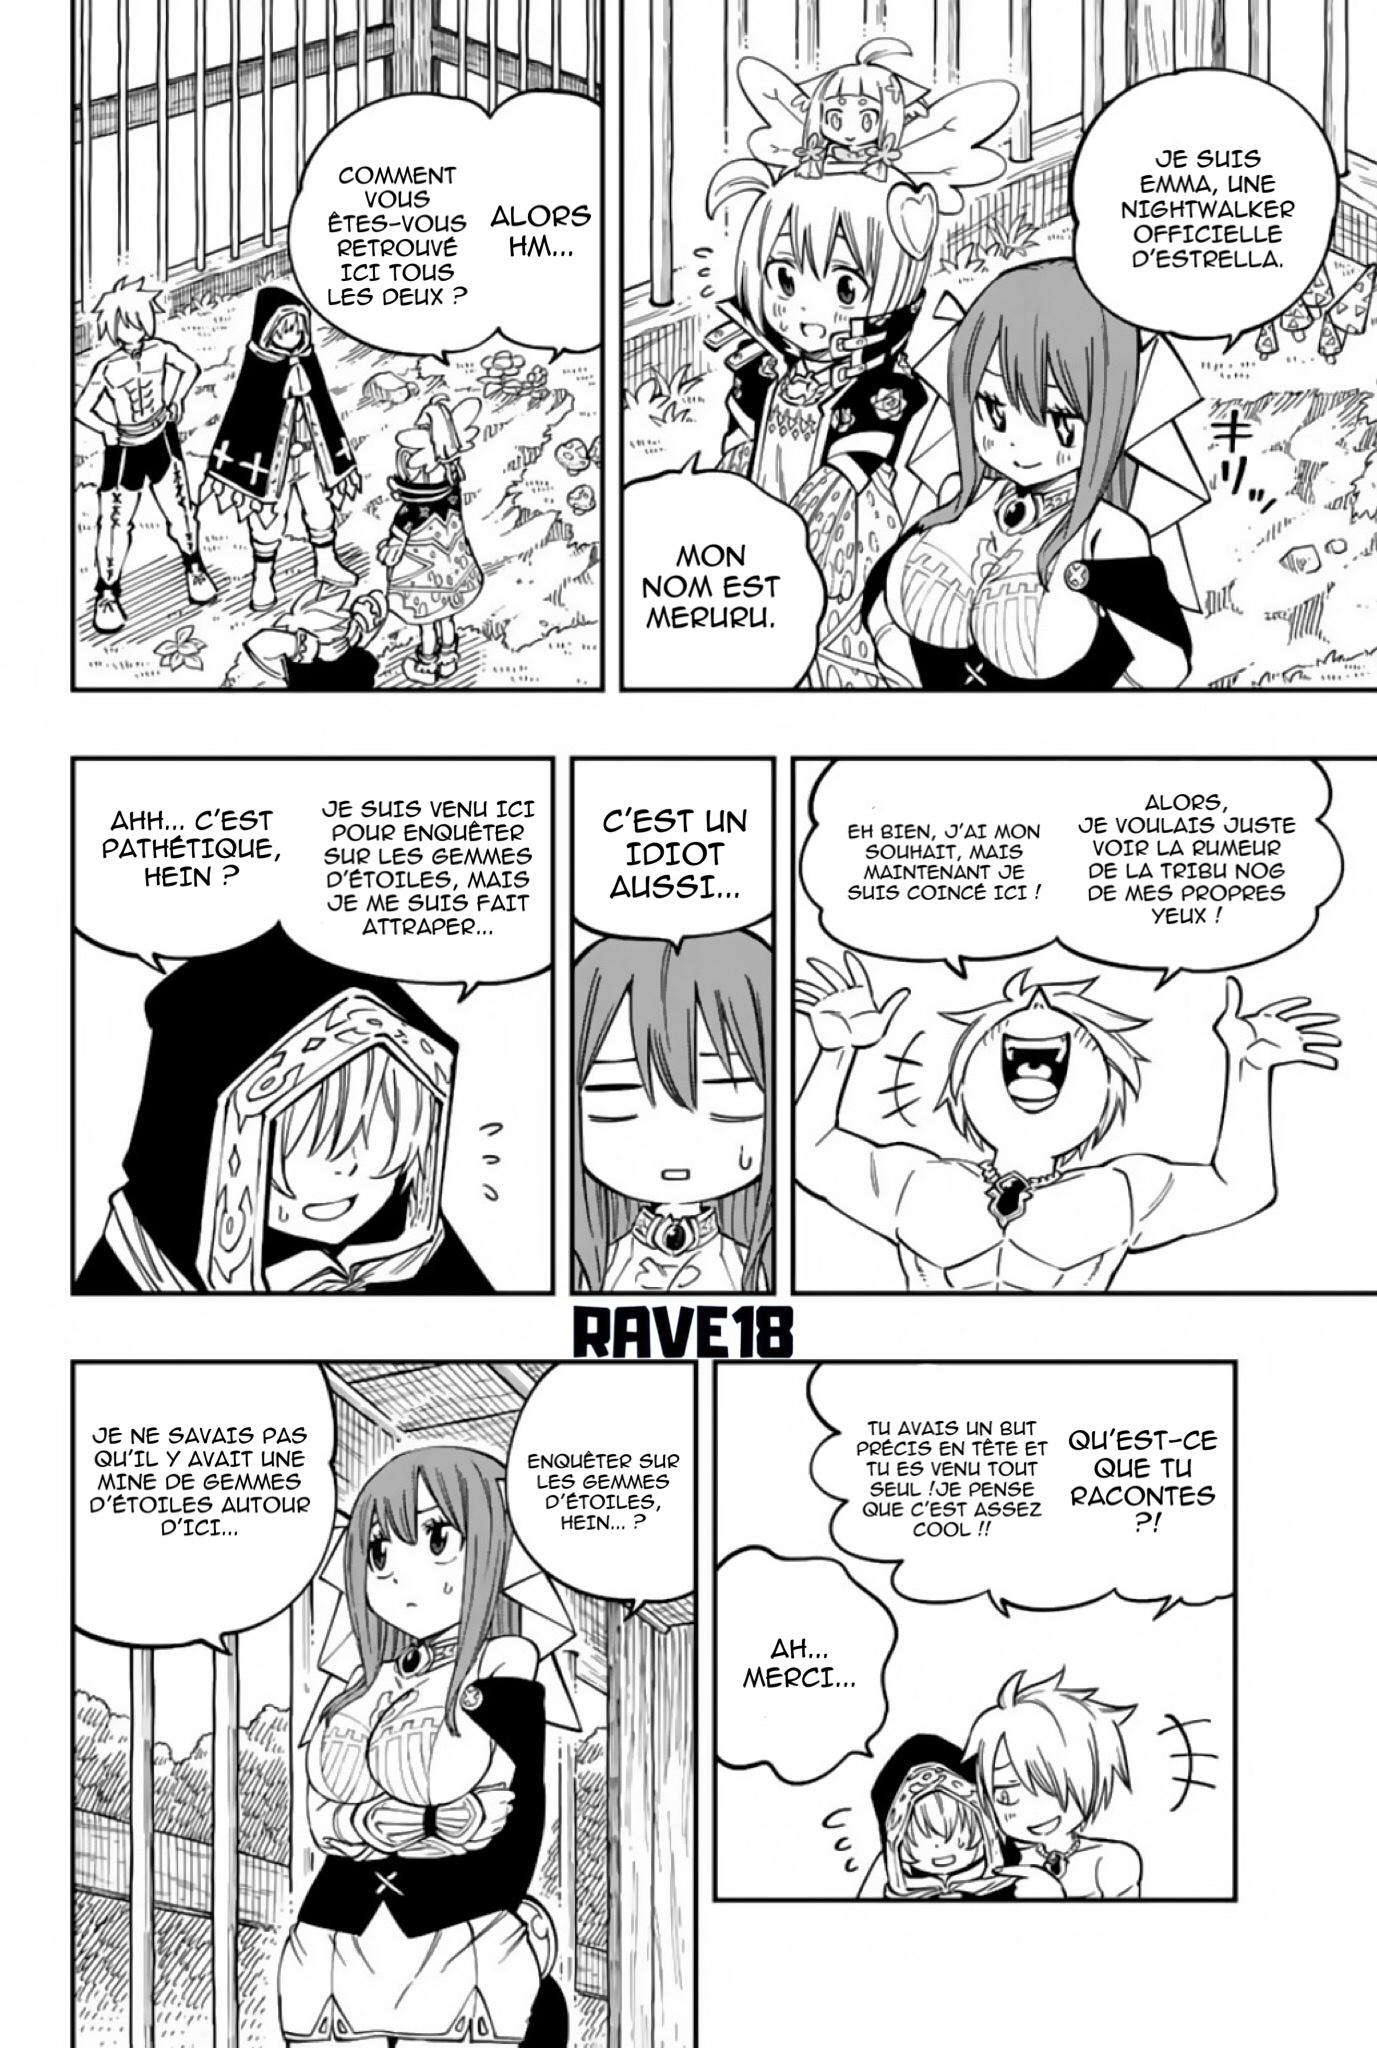 JE SUIS
EMMA, UNE
NIGHTWALKER
OFFICIELLE
D'ESTRELLA.
MON
NOM EST
MERURU.
ALORS
HM...
COMMENT
VOUS
ÊTES-VOUS
RETROUVÉ
ICI TOUS
LES DEUX ?
ALORS,
JE VOULAIS JUSTE
VOIR LA RUMEUR
DE LA TRIBU NOG
DE MES PROPRES
YEUX !
EH BIEN, J'AI MON
SOUHAIT, MAIS
MAINTENANT JE
SUIS COINCÉ ICI !
C'EST UN
IDIOT
AUSSI...
JE SUIS VENU ICI
POUR ENQUÊTER
SUR LES GEMMES
D'ÉTOILES, MAIS
JE ME SUIS FAIT
ATTRAPER...
AHH... C'EST
PATHÉTIQUE,
HEIN ?
RAVE18
QU'EST-CE
QUE TU
RACONTES
?!
TU AVAIS UN BUT
PRÉCIS EN TÊTE ET
TU ES VENU TOUT
SEUL !JE PENSE
QUE C'EST ASSEZ
COOL !!
AH...
MERCI...
ENQUÊTER SUR
LES GEMMES
D'ÉTOILES,
HEIN... ?
JE NE SAVAIS PAS
QU'IL Y AVAIT UNE
MINE DE GEMMES
D'ÉTOILES AUTOUR
D'ICI...